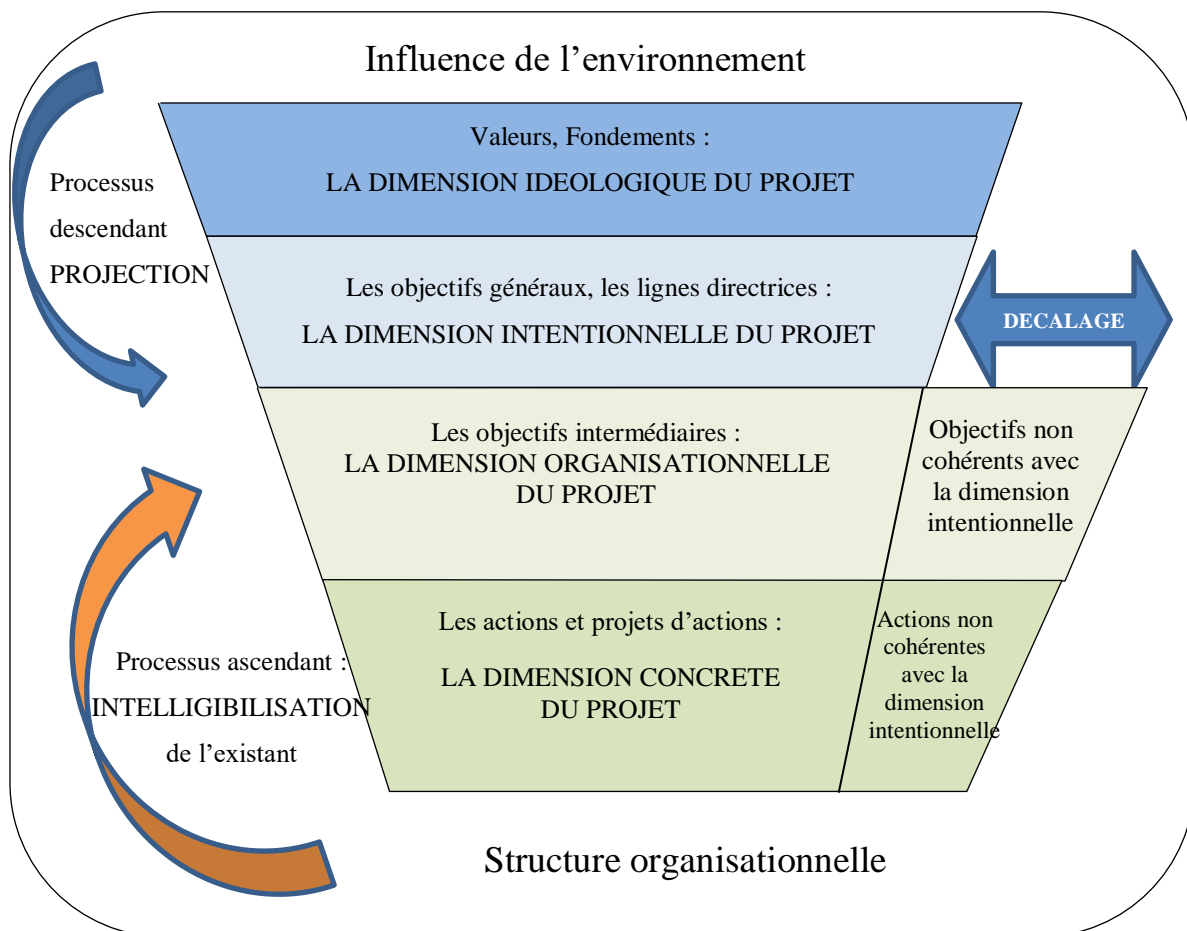 Influence de l’environnement
Valeurs, Fondements :
LA DIMENSION IDEOLOGIQUE DU PROJET
Processus
descendant
PROJECTION
Les objectifs généraux, les lignes directrices :
LA DIMENSION INTENTIONNELLE DU PROJET
DECALAGE
Les objectifs intermédiaires :
LA DIMENSION ORGANISATIONNELLE
DU PROJET
Objectifs non
cohérents avec
la dimension
intentionnelle
Processus ascendant :
INTELLIGIBILISATION
de l’existant
Les actions et projets d’actions :
LA DIMENSION CONCRETE
DU PROJET
Actions non
cohérentes
avec la
dimension
intentionnelle
Structure organisationnelle